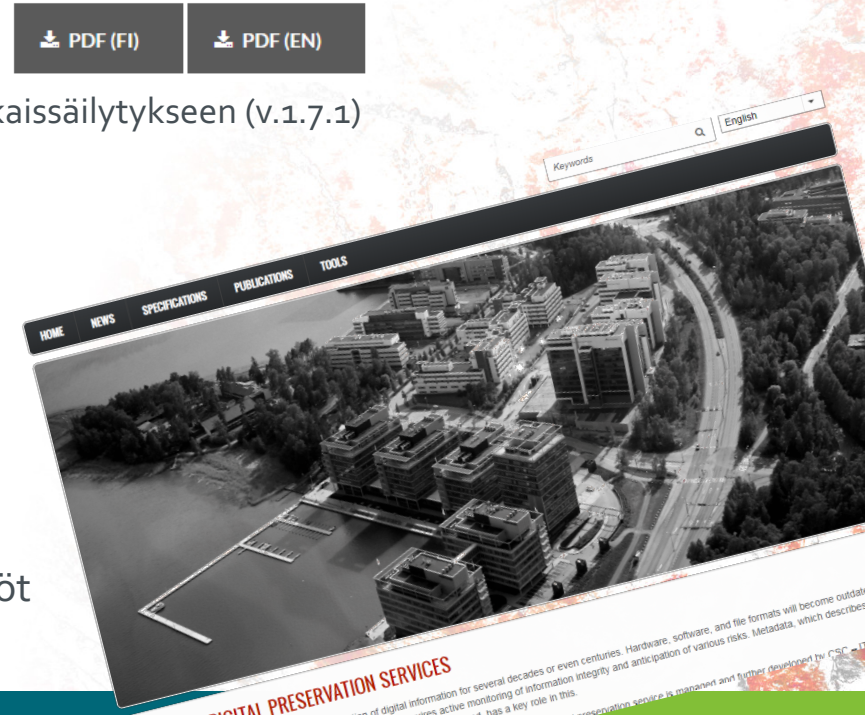 PDF (FI) PDF (EN)
kaissäilytykseen (v.1.7.1)
Keywords English
HOME NEWS SPECIFICATIONS PUBLICATIONS TOOLS
öt
DIGITAL PRESERVATION SERVICES
of digital information for several decades or even centuries. Hardware, software, and file formats will become outdate
ires active monitoring of information integrity and anticipation of various risks. Metadata, which describes
has a key role in this.
preservation service is managed and further developed by CSC – IT